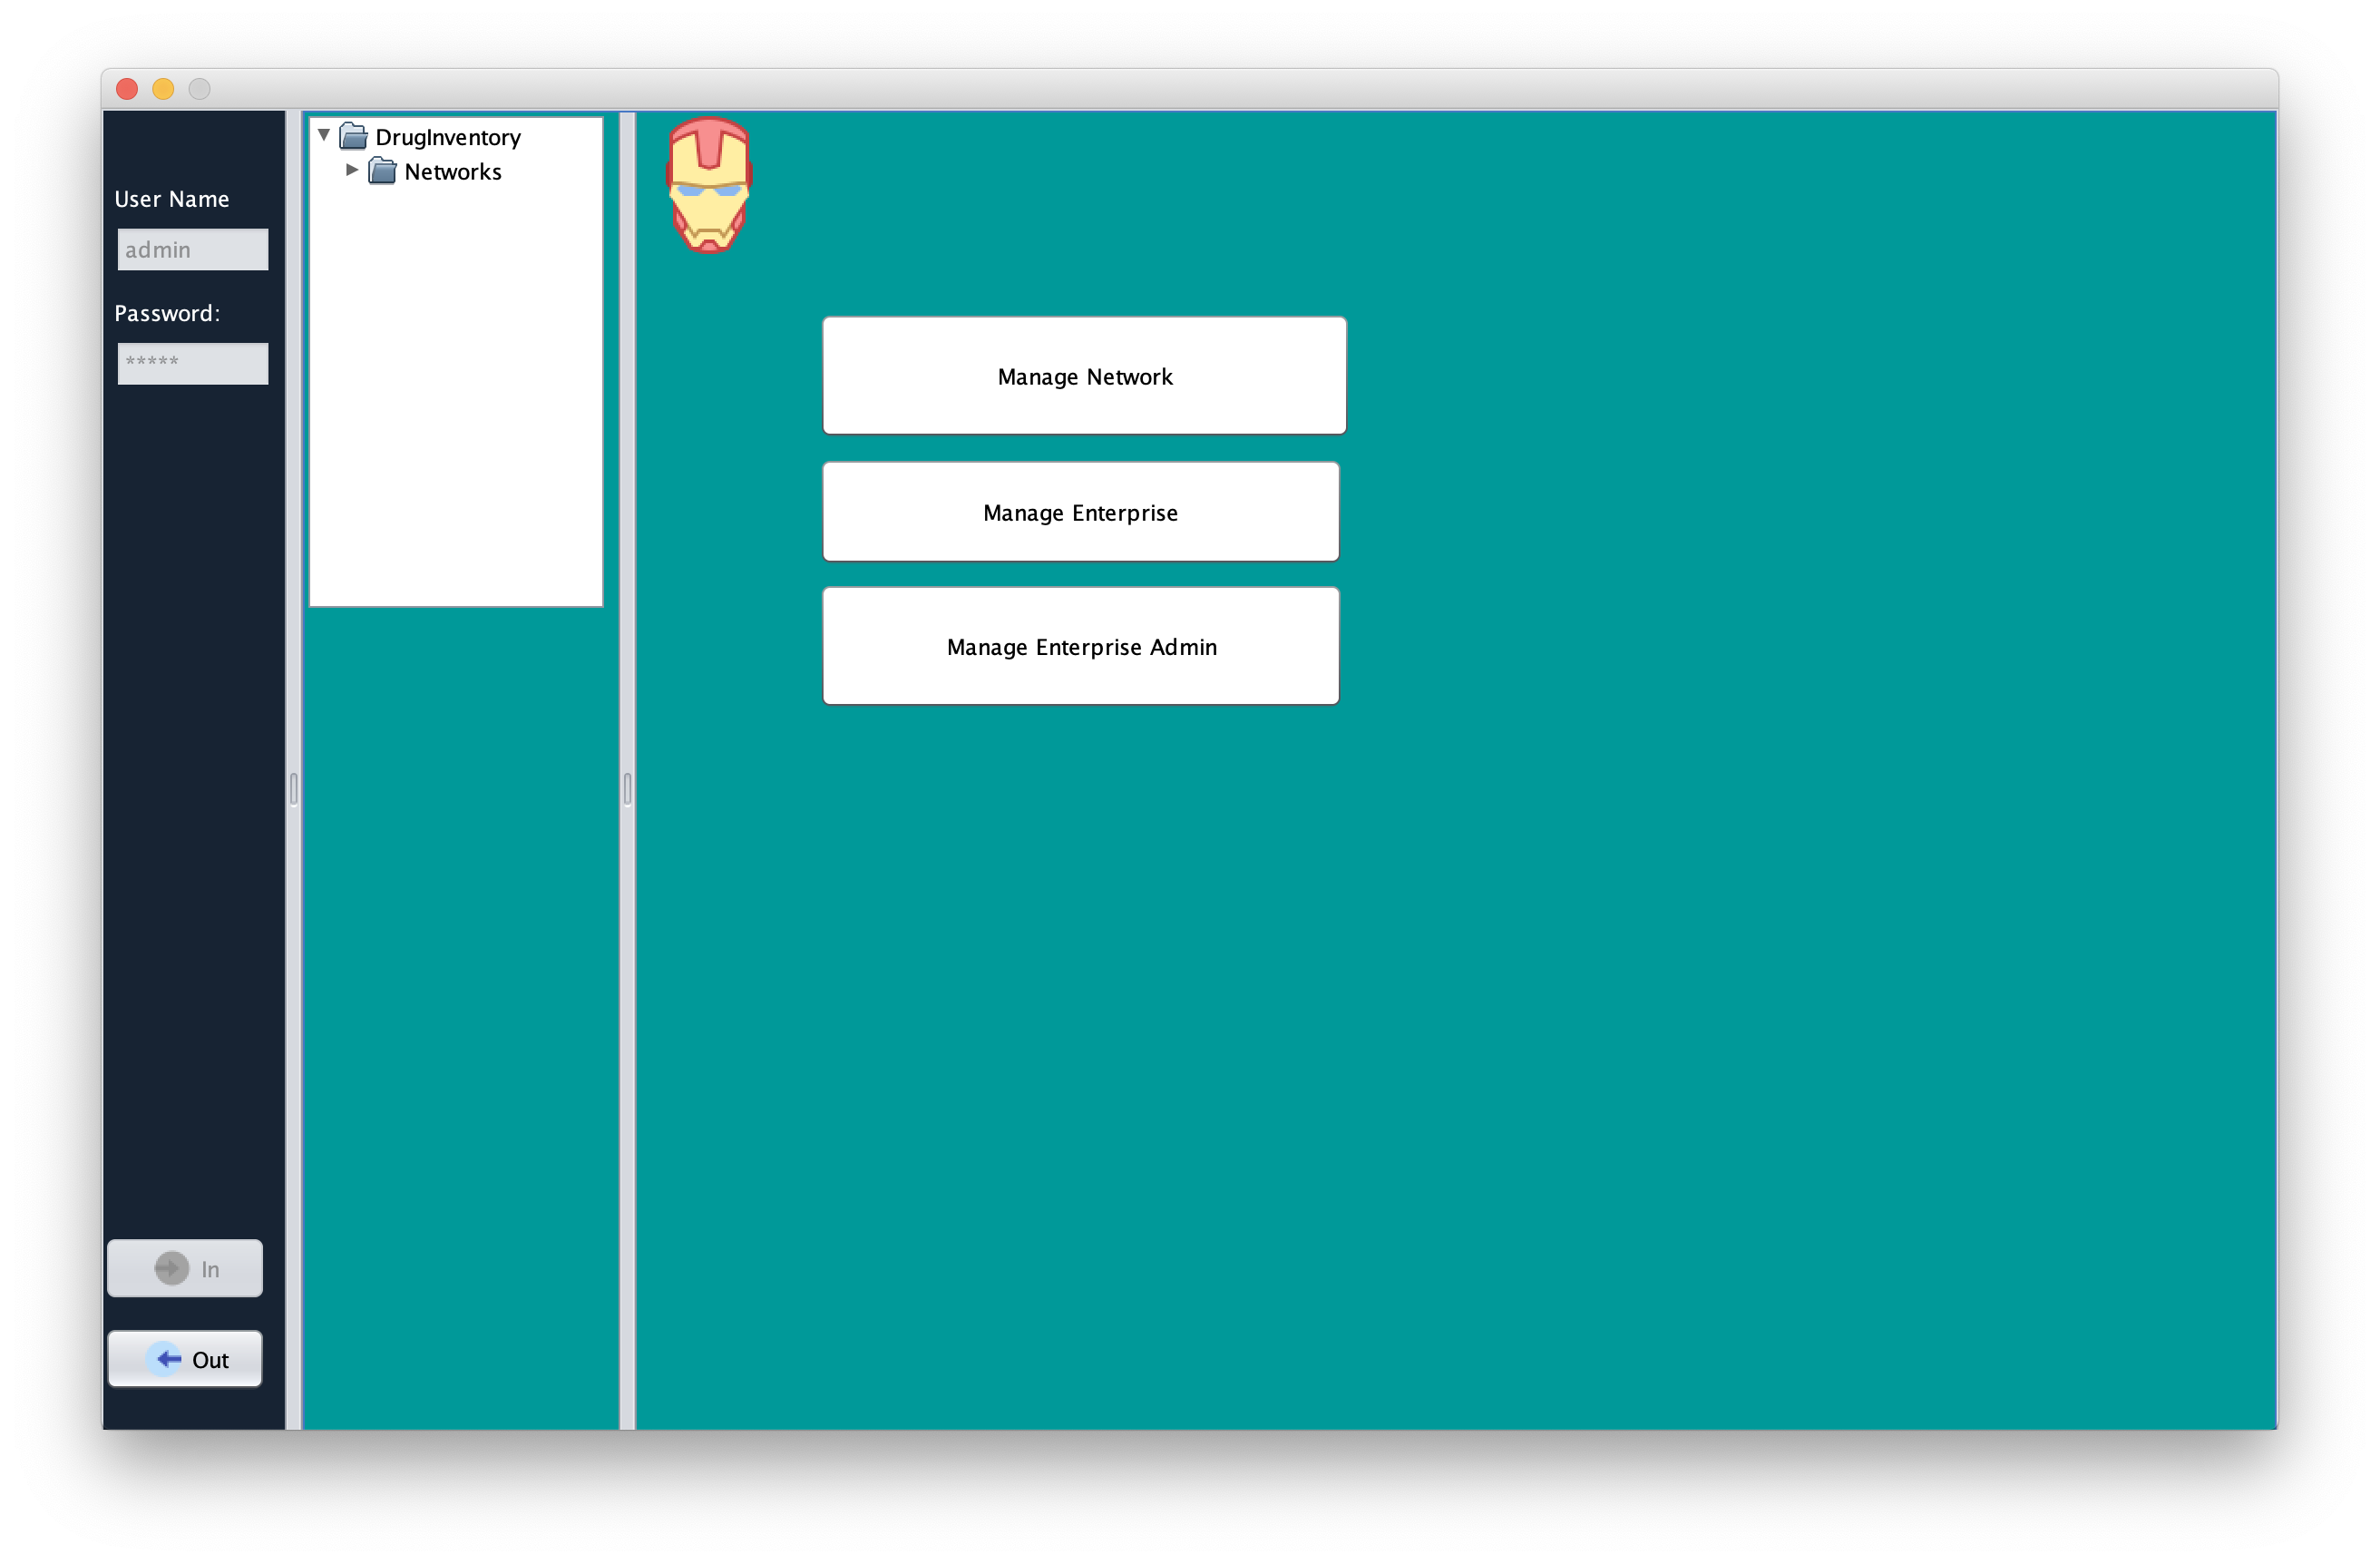 User Name
admin
Password:
*****
In
Out
DrugInventory
Networks
Manage Network
Manage Enterprise
Manage Enterprise Admin